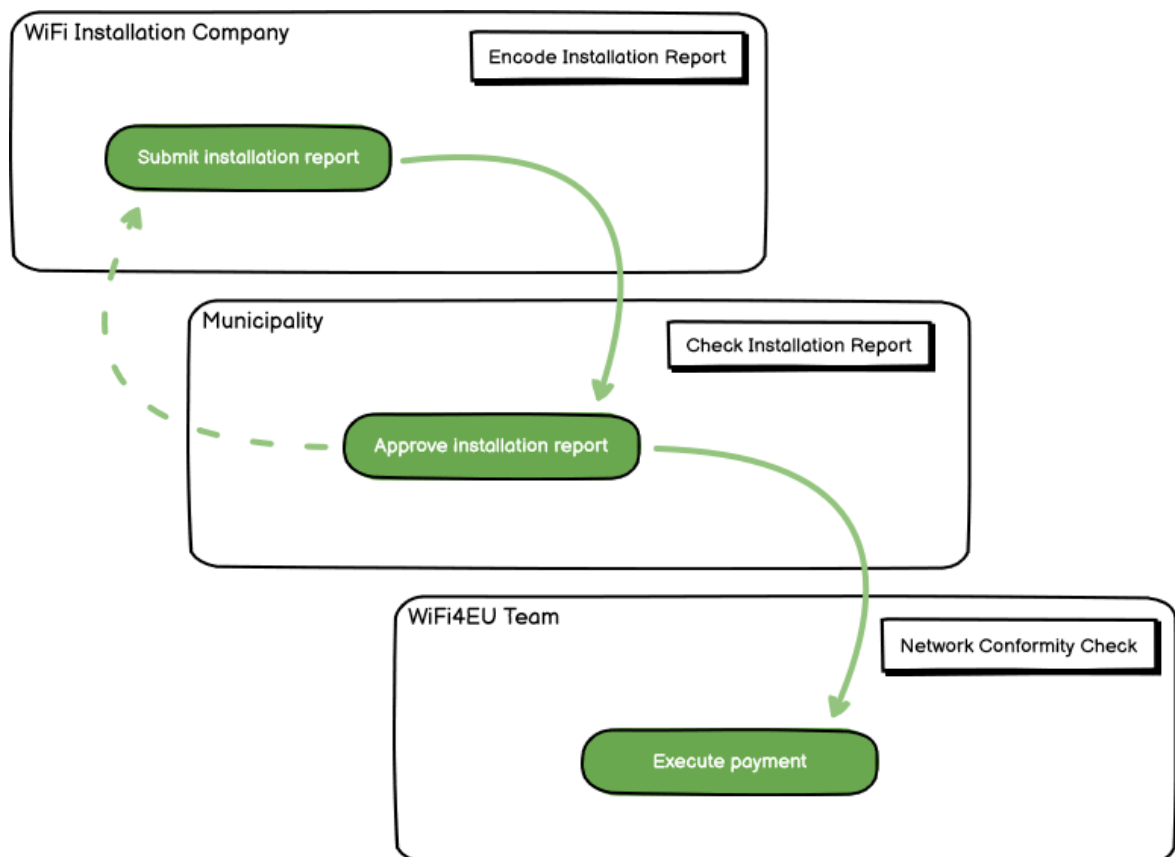 WiFi Installation Company
Encode Installation Report
Submit installation report
Municipality
Check Installation Report
Approve installation report
WiFi4EU Team
Network Conformity Check
Execute payment